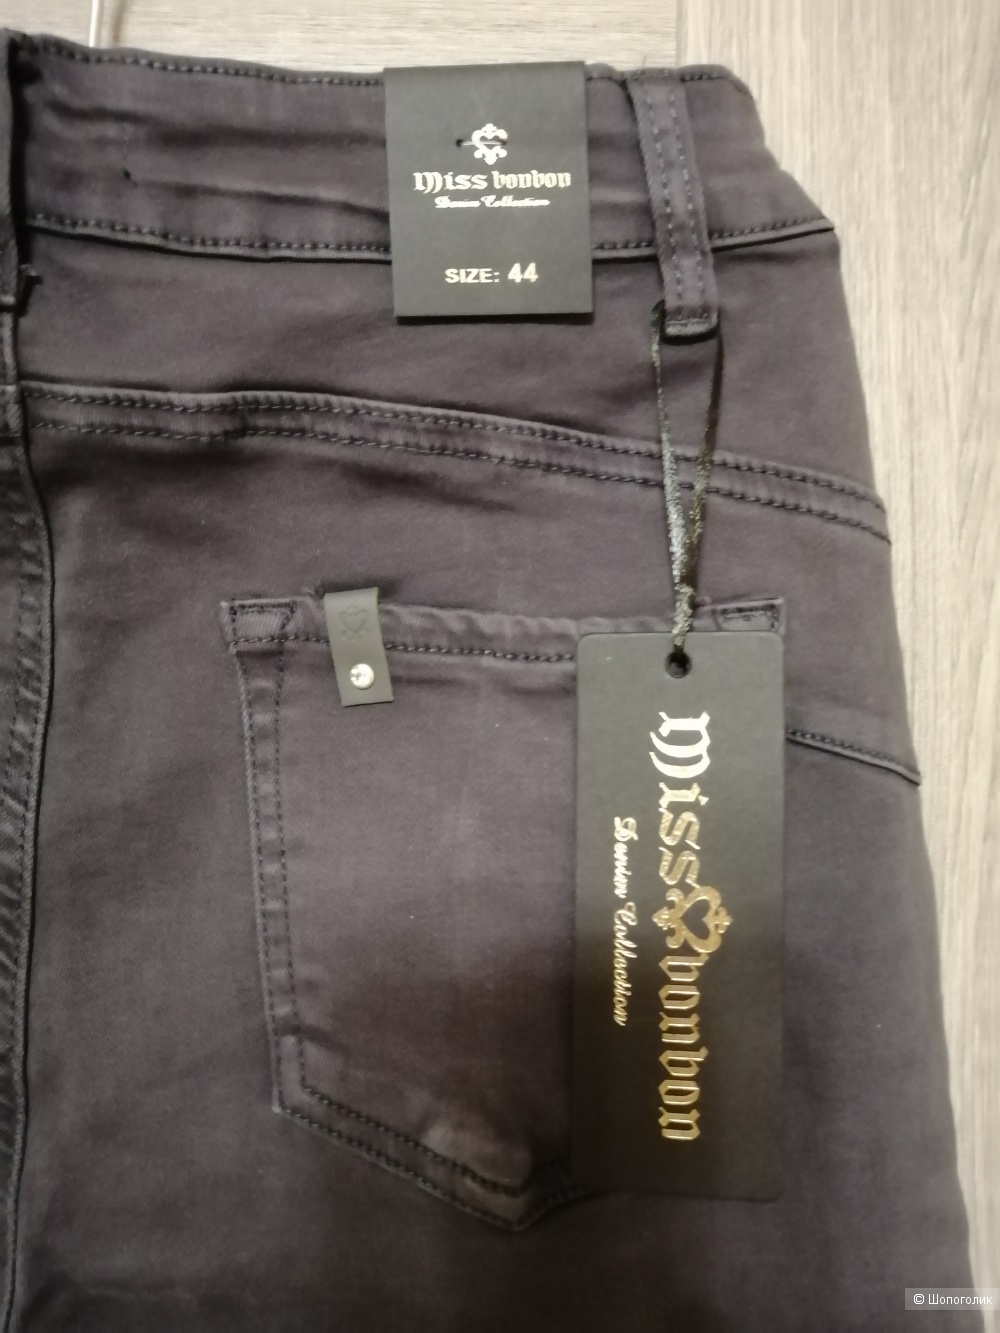 Miss bonbon
Denim Collection
SIZE: 44
Miss bonbon
Denim Collection
© Шопоголик